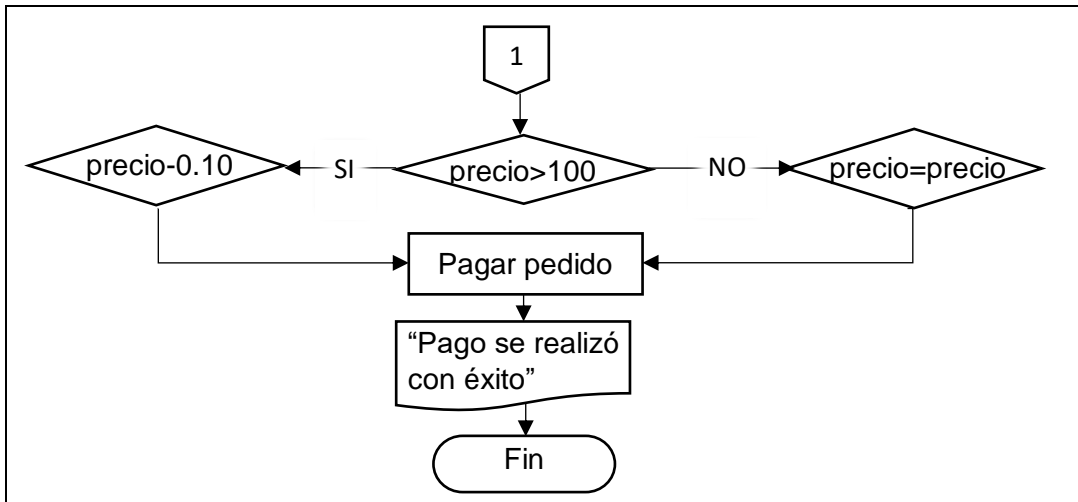 1
precio-0.10
SI
precio>100
NO
precio=precio
Pagar pedido
“Pago se realizó
con éxito”
Fin